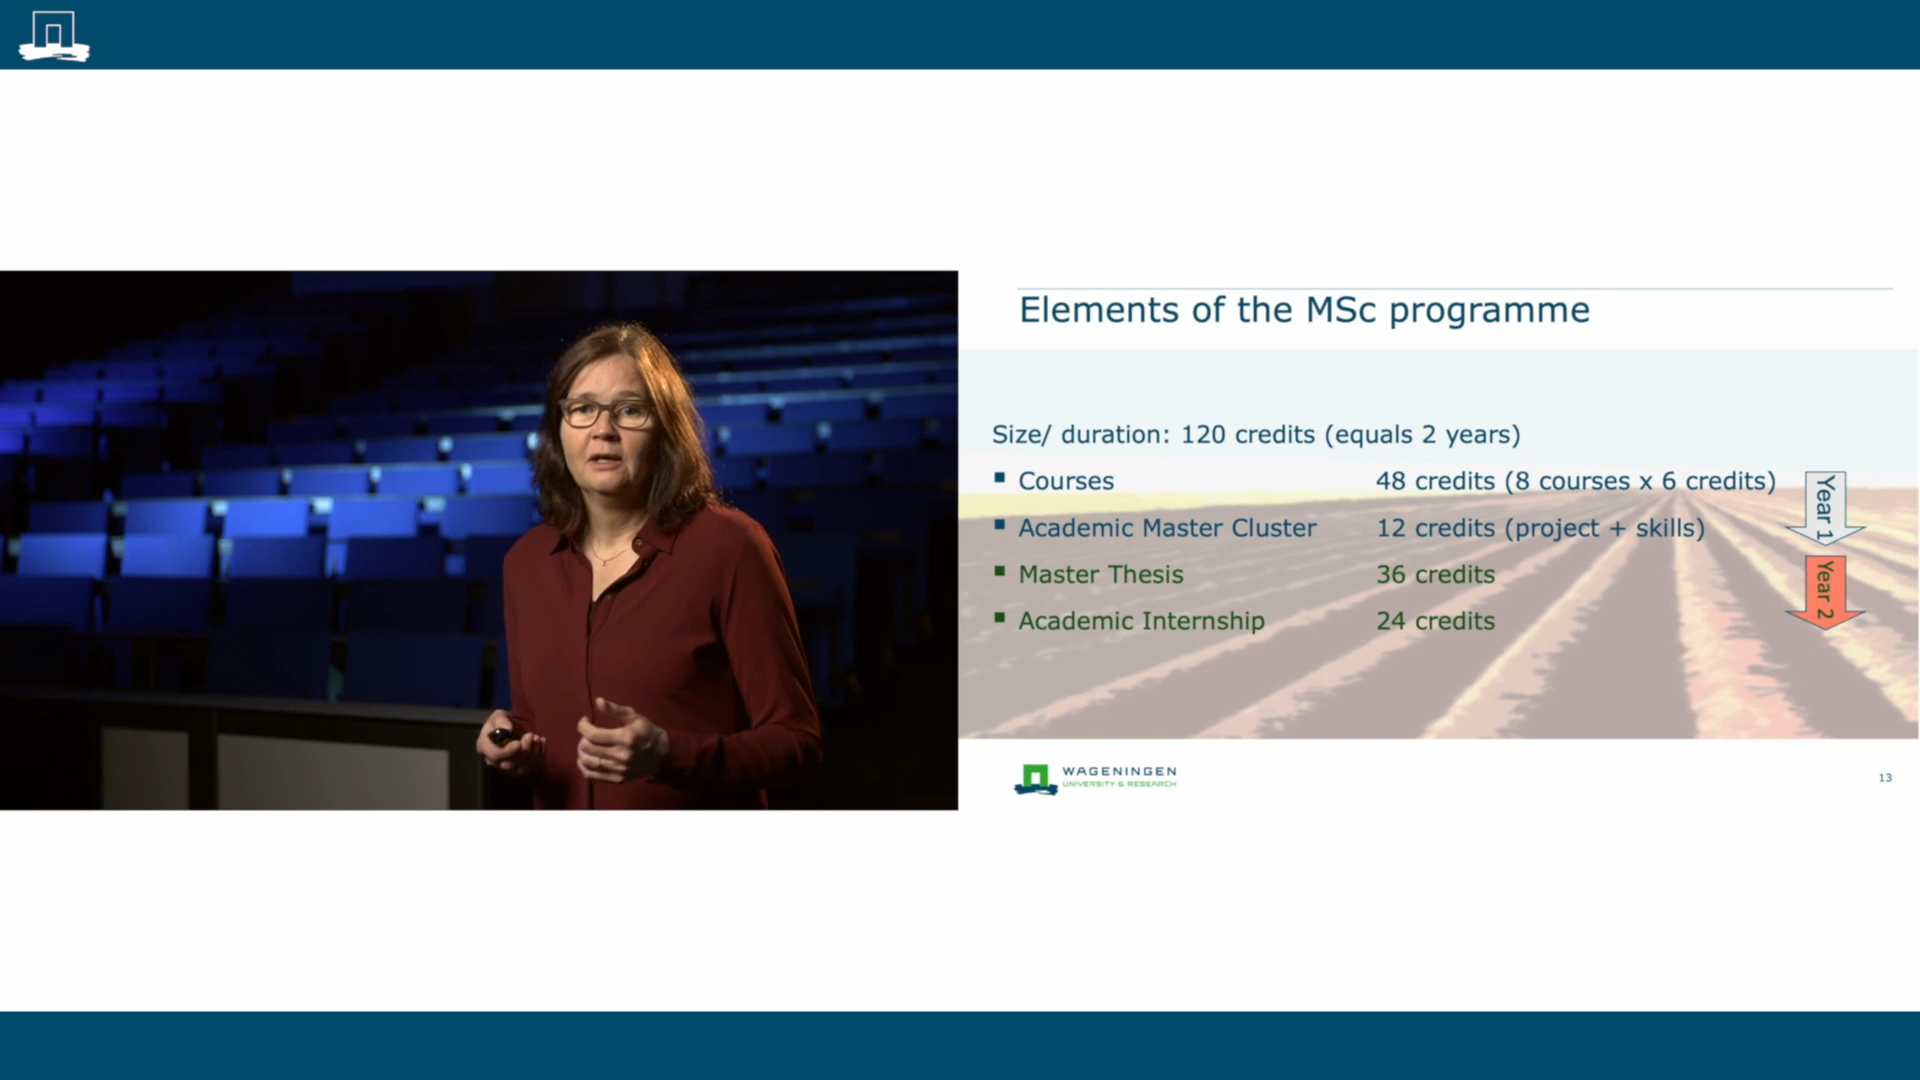 Elements of the MSc programme
Size/ duration: 120 credits (equals 2 years)
▪ Courses 48 credits (8 courses x 6 credits)
▪ Academic Master Cluster 12 credits (project + skills)
▪ Master Thesis 36 credits
▪ Academic Internship 24 credits
Year 1
Year 2
WAGENINGEN
UNIVERSITY & RESEARCH
13